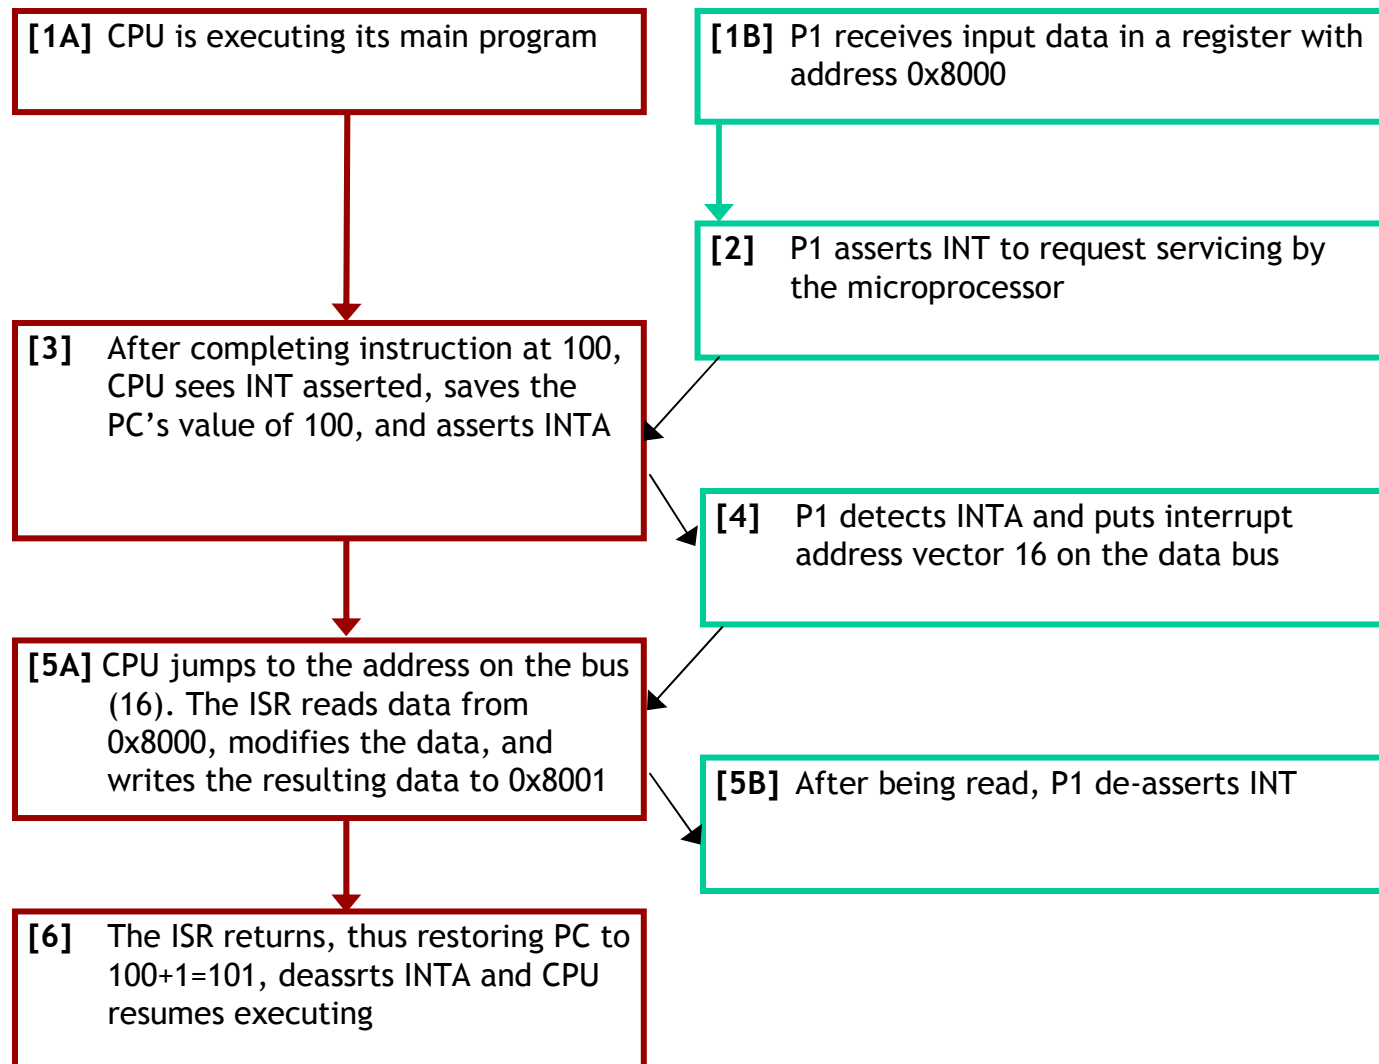 [1A] CPU is executing its main program
[1B] P1 receives input data in a register with
address 0x8000
[2] P1 asserts INT to request servicing by
the microprocessor
[3] After completing instruction at 100,
CPU sees INT asserted, saves the
PC’s value of 100, and asserts INTA
[4] P1 detects INTA and puts interrupt
address vector 16 on the data bus
[5A] CPU jumps to the address on the bus
(16). The ISR reads data from
0x8000, modifies the data, and
writes the resulting data to 0x8001
[5B] After being read, P1 de-asserts INT
[6] The ISR returns, thus restoring PC to
100+1=101, deassrts INTA and CPU
resumes executing